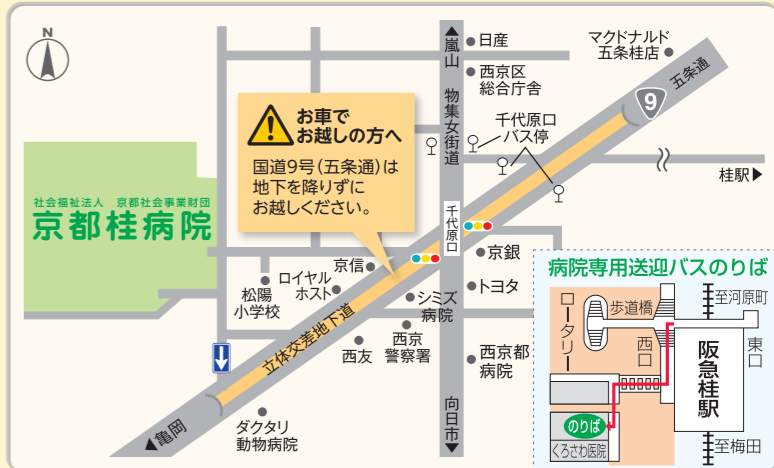 N
▲嵐山
物集女街道
日産
西京区
総合庁舎
マクドナルド
五条桂店
五条通
9
千代原口
バス停
桂駅▶
お車で
お越しの方へ
国道9号(五条通)は
地下を降りずに
お越しください。
社会福祉法人 京都社会事業財団
京都桂病院
千代原口
京信
ロイヤル
ホスト
松陽
小学校
京銀
トヨタ
シミズ
病院
西京
警察署
西友
西京都
病院
立体交差地下道
ダクタリ
動物病院
▲亀岡
向日市▼
病院専用送迎バスのりば
ロータリー
歩道橋
西口
至河原町
東口
阪急桂駅
至梅田
のりば
くろさわ医院